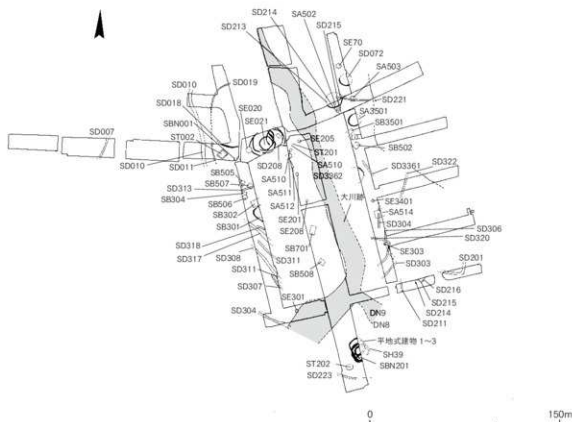 SD214
SA502
SD215
SD213
SE70
SD072
SA503
SD010
SD019
SD018
SE020
SD221
SBN001
SE021
SA3501
SD007
ST002
SB3501
SE205
SB502
SD010
SD011
SD208
ST201
SB505
SA510
SA510
SD3361
SD322
SB507
SD3362
SD313
SA511
SB304
SA512
大川跡
SB506
SE3401
SB302
SE201
SA514
SB301
SE208
SD304
SD306
SD318
SB701
SE303
SD320
SD317
SD311
SD308
SD303
SD201
SD311
SB508
SD216
SD307
SD215
SE301
SD214
SD304
DN9
SD211
DN8
平地式建物 1~3
SH39
ST202
SBN201
SD223
0
150m